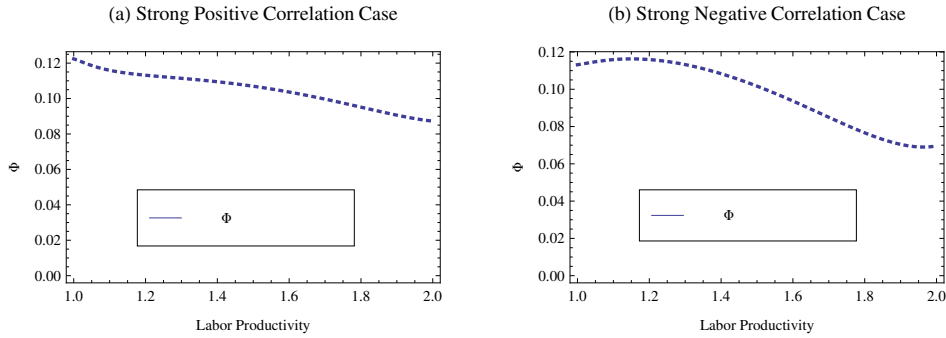 (a) Strong Positive Correlation Case
0.12
0.10
0.08
0.06
0.04
0.02
0.00
Φ
Φ
1.0 1.2 1.4 1.6 1.8 2.0
Labor Productivity
(b) Strong Negative Correlation Case
0.12
0.10
0.08
0.06
0.04
0.02
0.00
Φ
Φ
1.0 1.2 1.4 1.6 1.8 2.0
Labor Productivity